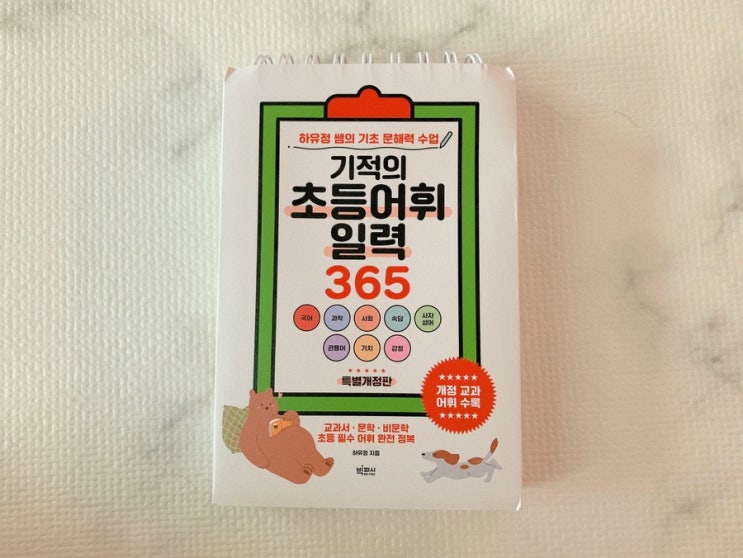 하유정 쌤의 기초 문해력 수업
기적의
초등어휘
일력
365
국어
과학
사회
속담
사자
성어
관용어
가치
감정
★★★★★
특별개정판
★★★★★
개정 교과
어휘 수록
★★★★★
교과서·문학·비문학
초등 필수 어휘 완전 정복
하유정 지음
빅피시